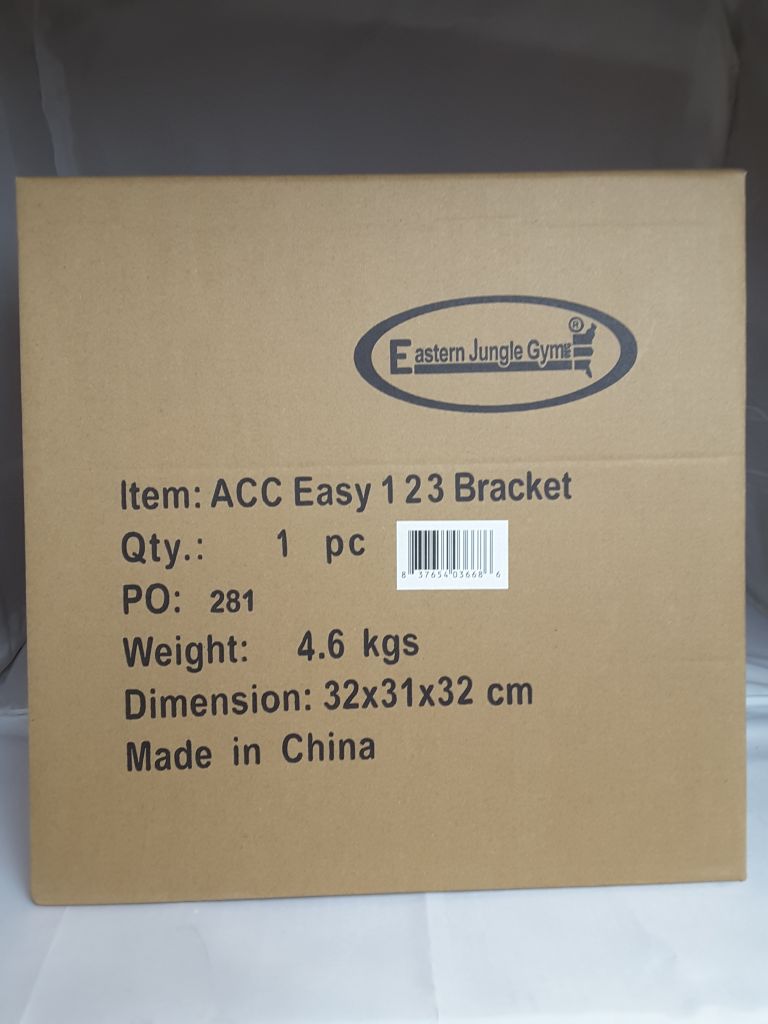 Eastern Jungle Gym ®
Item: ACC Easy 1 2 3 Bracket
Qty.: 1 pc
8 37654 03668 6
PO: 281
Weight: 4.6 kgs
Dimension: 32x31x32 cm
Made in China